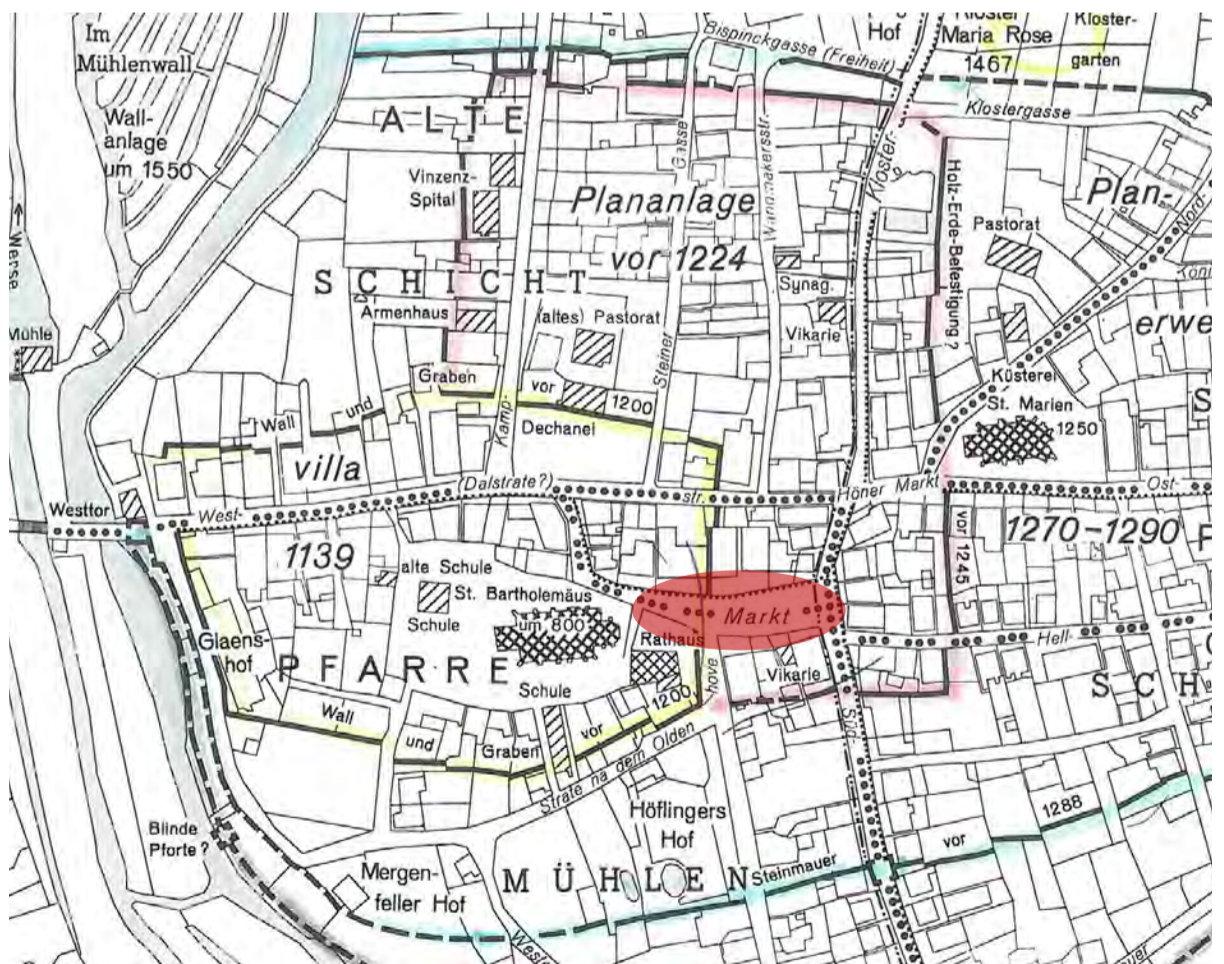 Im
Mühlenwall
Wall-
anlage
um 1550
← Werse
Mühle
Bispinckgasse (Freiheit)
Hof
Kloster
Maria Rose
1467
Kloster-
garten
Klostergasse
ALTE
Vinzenz-
Spital
Plananlage
vor 1224
Gasse
Steiner
Kloster-
Holz-Erde-Befestigung?
Pastorat
Plan-
Nord-
SCHICHT
Armenhaus
(altes) Pastorat
Synag.
Vikarie
erwe
Küsterei
St. Marien
1250
Graben
und
Wall
vor
1200
Dechanei
Kamp-
villa
(Dalstrate?)
str.
Höner Markt
Ost-
Westtor
West-
1139
vor 1245
1270-1290
P
alte Schule
St. Bartholemäus
Schule
um 800
Markt
Rathaus
Hell-
Glaens-
hof
PFARRE
Schule
Vikarie
SCH
Wall
und
Graben
vor
1200
Strate na dem Olden
hove
Süd-
Blinde
Pforte?
Höflingers
Hof
Mergen-
feller Hof
MÜHLEN
Steinmauer
vor
1288